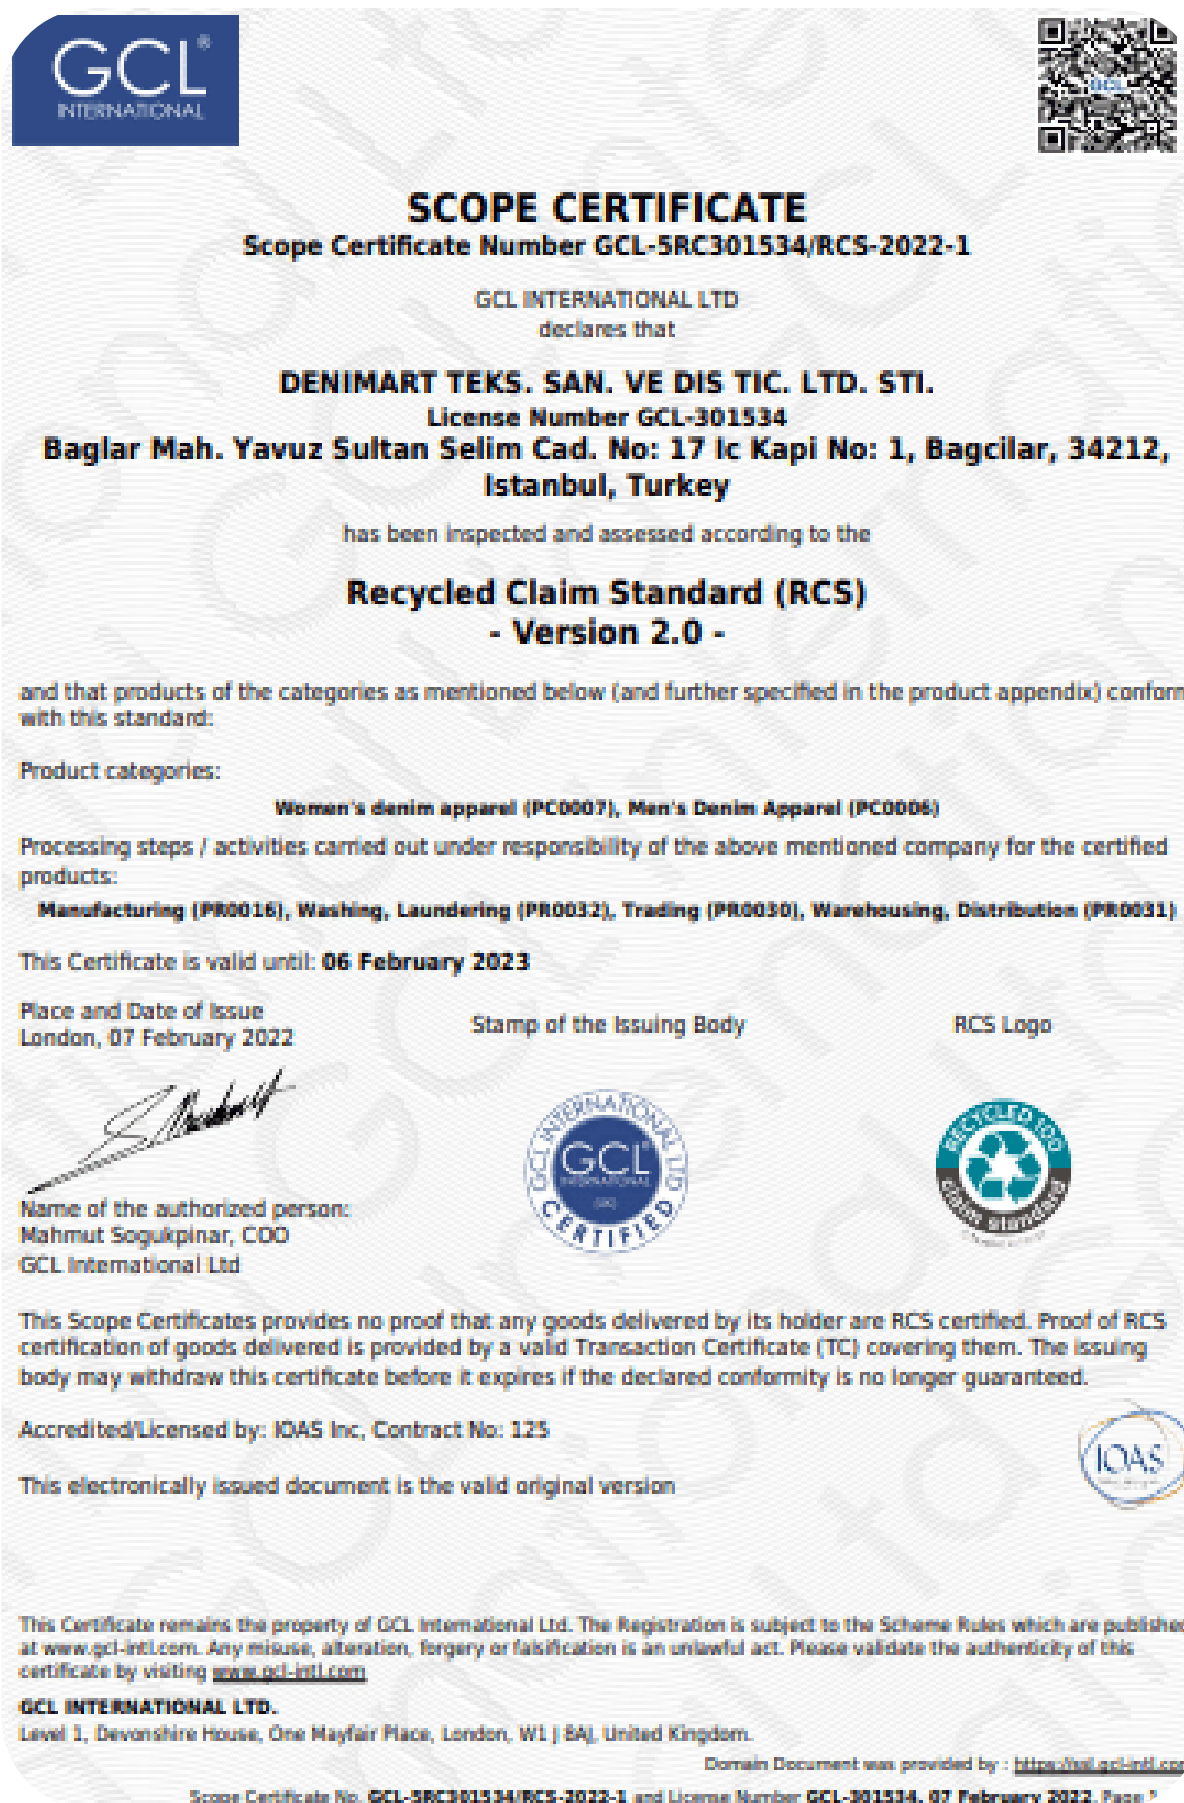 GCL®
INTERNATIONAL
GCL
SCOPE CERTIFICATE
Scope Certificate Number GCL-SRC301534/RCS-2022-1
GCL INTERNATIONAL LTD
declares that
DENIMART TEKS. SAN. VE DIS TIC. LTD. STI.
License Number GCL-301534
Baglar Mah. Yavuz Sultan Selim Cad. No: 17 Ic Kapi No: 1, Bagcilar, 34212,
Istanbul, Turkey
has been inspected and assessed according to the
Recycled Claim Standard (RCS)
- Version 2.0 -
and that products of the categories as mentioned below (and further specified in the product appendix) conform
with this standard:
Product categories:
Women's denim apparel (PC0007), Men's Denim Apparel (PC0006)
Processing steps / activities carried out under responsibility of the above mentioned company for the certified
products:
Manufacturing (PR0016), Washing, Laundering (PR0032), Trading (PR0030), Warehousing, Distribution (PR0031)
This Certificate is valid until: 06 February 2023
Place and Date of Issue
London, 07 February 2022
Stamp of the Issuing Body
RCS Logo
GCL INTERNATIONAL LTD
GCL
INTERNATIONAL
CERTIFIED
RECYCLED 100
claim standard
Name of the authorized person:
Mahmut Sogukpinar, COO
GCL International Ltd
This Scope Certificates provides no proof that any goods delivered by its holder are RCS certified. Proof of RCS
certification of goods delivered is provided by a valid Transaction Certificate (TC) covering them. The issuing
body may withdraw this certificate before it expires if the declared conformity is no longer guaranteed.
Accredited/Licensed by: IOAS Inc, Contract No: 125
IOAS
This electronically issued document is the valid original version
This Certificate remains the property of GCL International Ltd. The Registration is subject to the Scheme Rules which are published
at www.gcl-intl.com. Any misuse, alteration, forgery or falsification is an unlawful act. Please validate the authenticity of this
certificate by visiting www.gcl-intl.com
GCL INTERNATIONAL LTD.
Level 1, Devonshire House, One Mayfair Place, London, W1 J 8AJ, United Kingdom.
Domain Document was provided by :
Scope Certificate No. GCL-SRC301534/RCS-2022-1 and License Number GCL-301534, 07 February 2022, Page